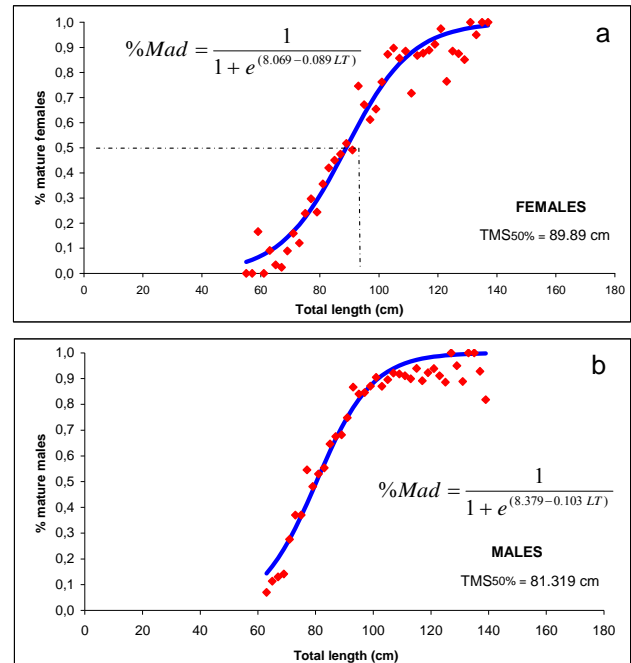 a
%Mad = 1 / (1 + e^(8.069-0.089 LT))
% mature females
1,0
0,9
0,8
0,7
0,6
0,5
0,4
0,3
0,2
0,1
0,0
FEMALES
TMS50% = 89.89 cm
0 20 40 60 80 100 120 140 160 180
Total length (cm)
b
% mature males
1,0
0,9
0,8
0,7
0,6
0,5
0,4
0,3
0,2
0,1
0,0
%Mad = 1 / (1 + e^(8.379-0.103 LT))
MALES
TMS50% = 81.319 cm
0 20 40 60 80 100 120 140 160 180
Total length (cm)